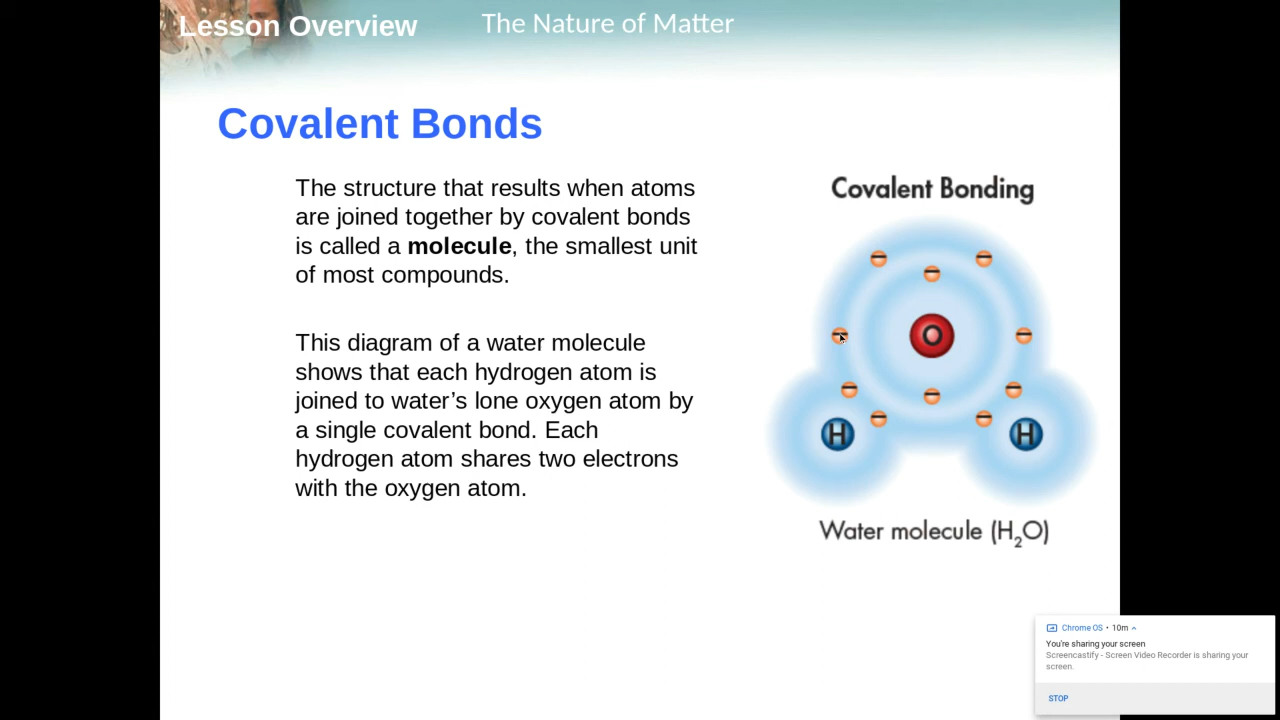 Lesson Overview
The Nature of Matter
Covalent Bonds
The structure that results when atoms
are joined together by covalent bonds
is called a molecule, the smallest unit
of most compounds.
This diagram of a water molecule
shows that each hydrogen atom is
joined to water’s lone oxygen atom by
a single covalent bond. Each
hydrogen atom shares two electrons
with the oxygen atom.
Covalent Bonding
O
H
H
Water molecule (H₂O)
Chrome OS • 10m
You're sharing your screen
Screencastify - Screen Video Recorder is sharing your
screen.
STOP